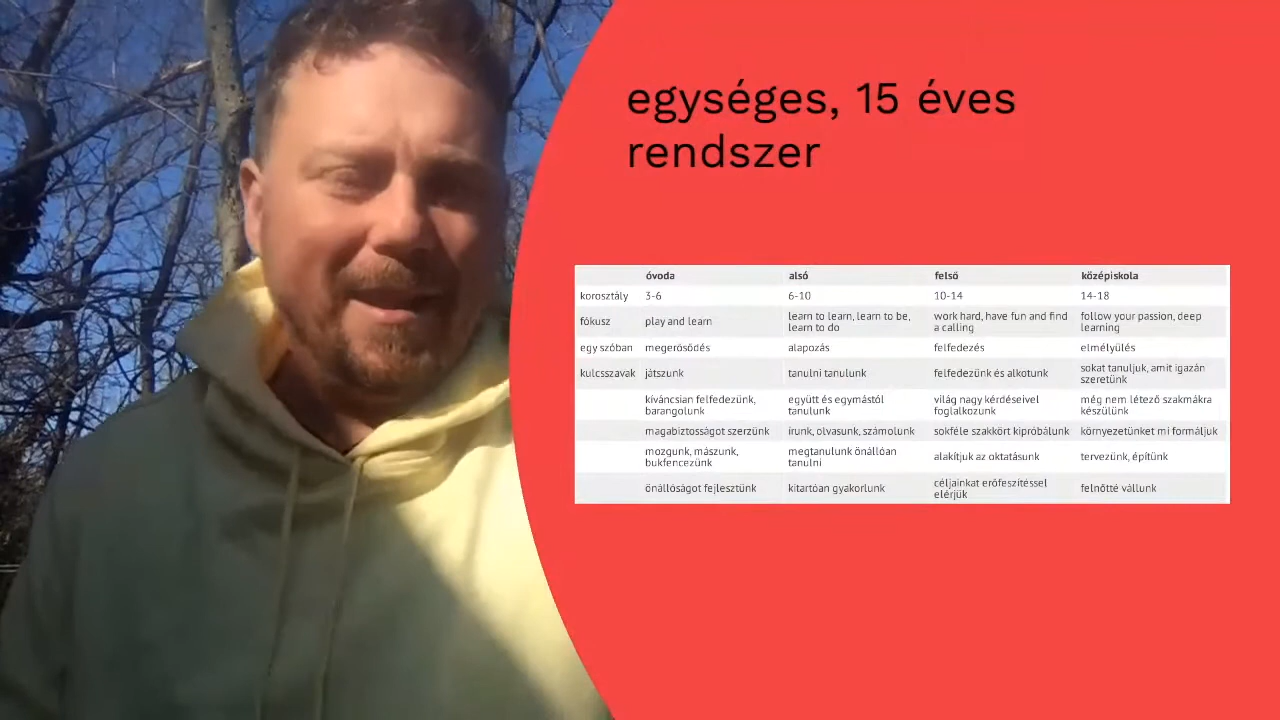 egységes, 15 éves
rendszer
óvoda alsó felső középiskola
korosztály 3-6 6-10 10-14 14-18
fókusz play and learn learn to learn, learn to be, learn to do work hard, have fun and find a calling follow your passion, deep learning
egy szóban megerősődés alapozás felfedezés elmélyülés
kulcsszavak játszunk tanulni tanulunk felfedezünk és alkotunk sokat tanuljuk, amit igazán szeretünk
kíváncsian felfedezünk, barangolunk együtt és egymástól tanulunk világ nagy kérdéseivel foglalkozunk még nem létező szakmákra készülünk
magabiztosságot szerzünk írunk, olvasunk, számolunk sokféle szakkört kipróbálunk környezetünket mi formáljuk
mozgunk, mászunk, bukfencezünk megtanulunk önállóan tanulni alakítjuk az oktatásunk tervezünk, építünk
önállóságot fejlesztünk kitartóan gyakorlunk céljainkat erőfeszítéssel elérjük felnőtté vállunk